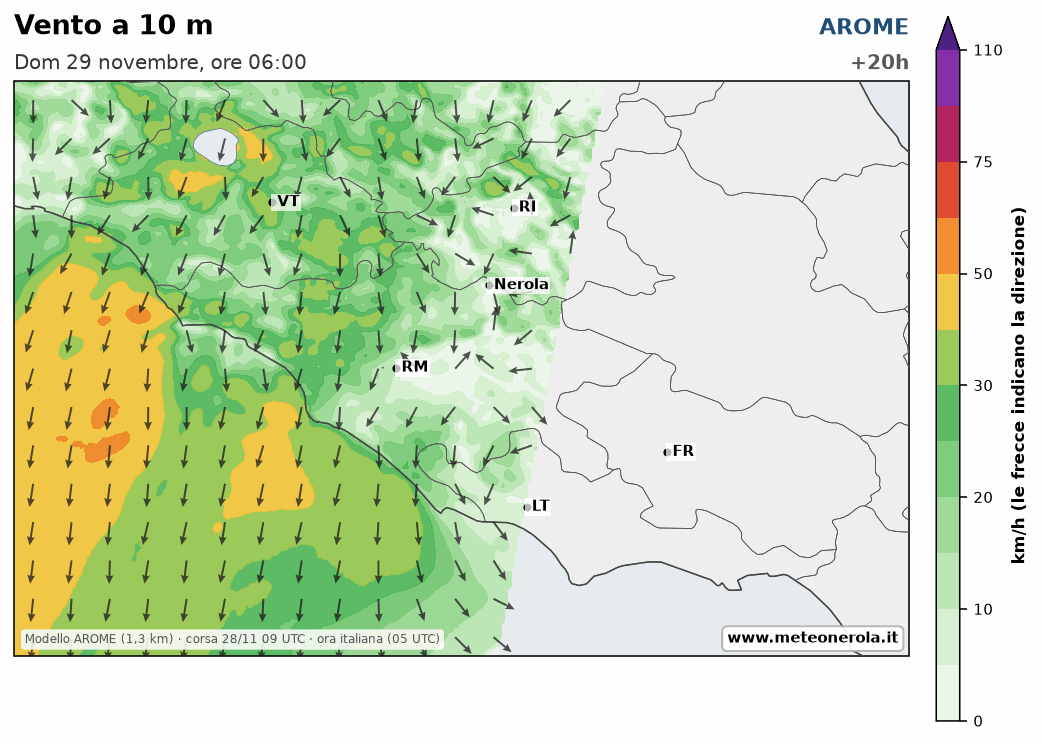 Vento a 10 m
AROME
Dom 29 novembre, ore 06:00
+20h
110
75
50
30
20
10
0
km/h (le frecce indicano la direzione)
VT
RI
Nerola
RM
FR
LT
Modello AROME (1,3 km) · corsa 28/11 09 UTC · ora italiana (05 UTC)
www.meteonerola.it